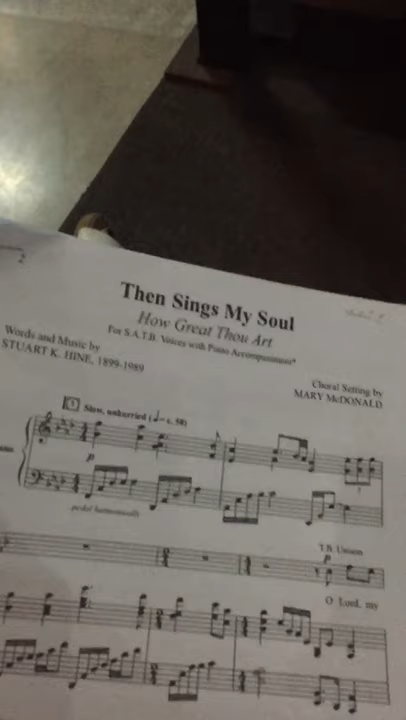 Then Sings My Soul
How Great Thou Art
For S.A.T.B. Voices with Piano Accompaniment*
Words and Music by
STUART K. HINE, 1899-1989
Choral Setting by
MARY McDONALD
Slow, unhurried (♩= c. 58)
p
pedal harmonically
T.B. Unison
p
O Lord, my